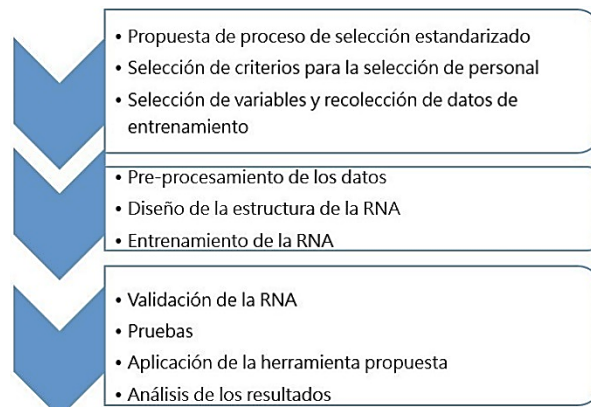 • Propuesta de proceso de selección estandarizado
• Selección de criterios para la selección de personal
• Selección de variables y recolección de datos de
entrenamiento
• Pre-procesamiento de los datos
• Diseño de la estructura de la RNA
• Entrenamiento de la RNA
• Validación de la RNA
• Pruebas
• Aplicación de la herramienta propuesta
• Análisis de los resultados